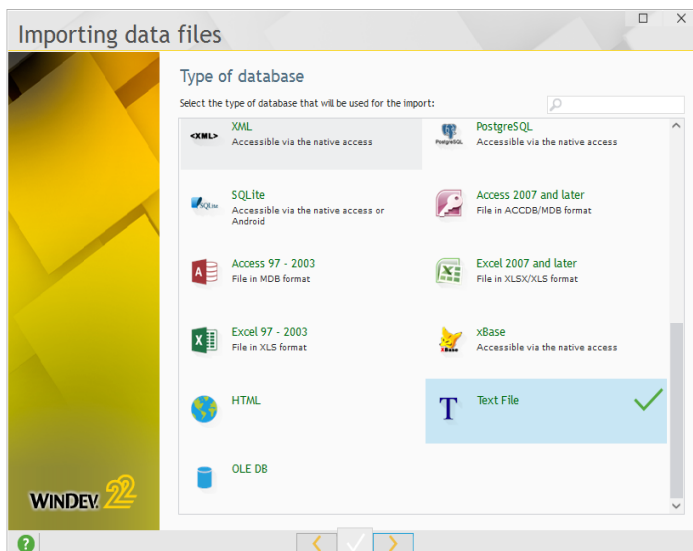 Importing data files
Type of database
Select the type of database that will be used for the import:
<XML>
XML
Accessible via the native access
PostgreSQL
PostgreSQL
Accessible via the native access
SQLite
SQLite
Accessible via the native access or
Android
Access 2007 and later
File in ACCDB/MDB format
A
Access 97 - 2003
File in MDB format
Excel 2007 and later
File in XLSX/XLS format
X
Excel 97 - 2003
File in XLS format
xBase
xBase
Accessible via the native access
HTML
T
Text File
OLE DB
WINDEV. 22
?